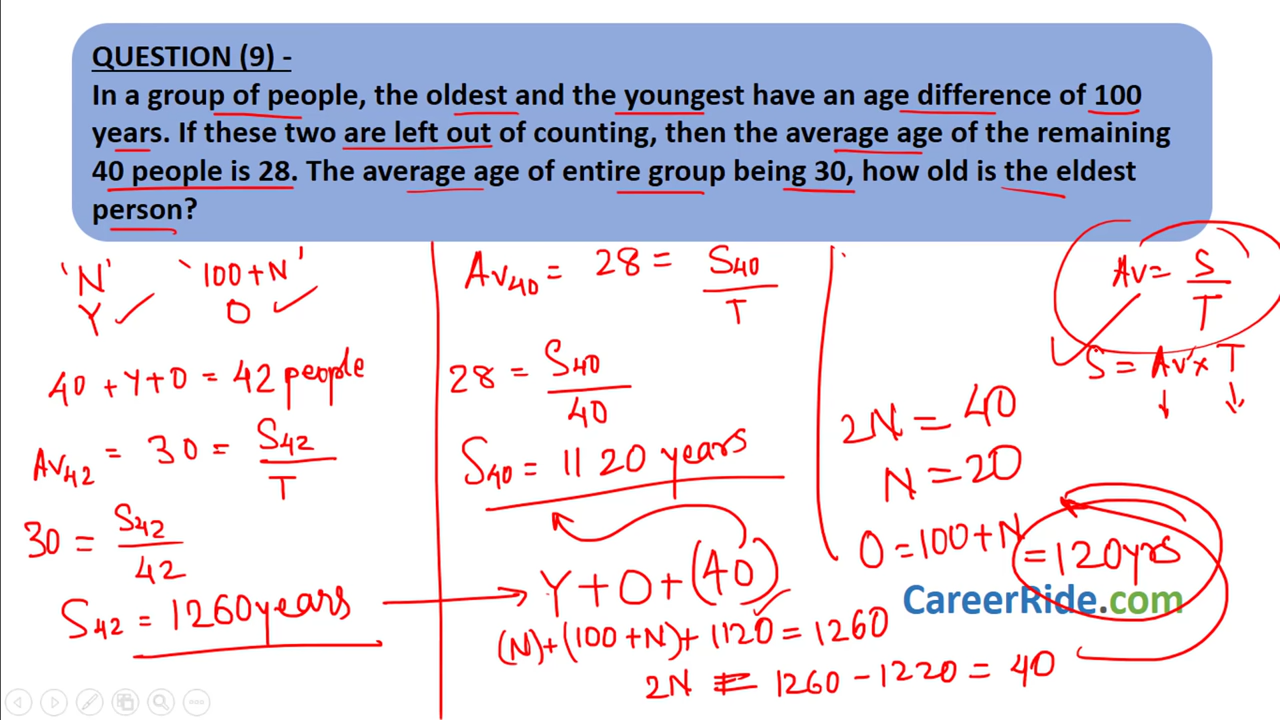 QUESTION (9) -
In a group of people, the oldest and the youngest have an age difference of 100
years. If these two are left out of counting, then the average age of the remaining
40 people is 28. The average age of entire group being 30, how old is the eldest
person?
'N' '100+N'
Y O
40 + Y + O = 42 people
Av42 = 30 = S42
T
30 = S42
42
S42 = 1260 years
Av40 = 28 = S40
T
28 = S40
40
S40 = 1120 years
Y + O + (40)
(N)+(100+N)+ 1120 = 1260
2N = 1260 - 1220 = 40
Av = S
T
S = Av x T
2N = 40
N = 20
O = 100+N
= 120yrs
CareerRide.com